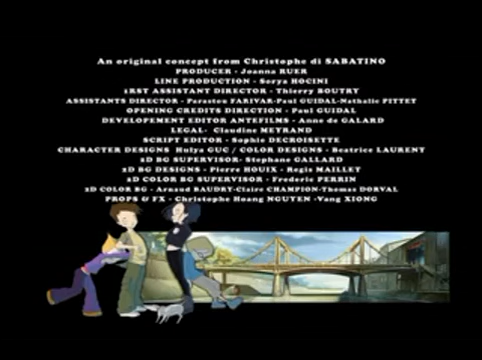 An original concept from Christophe di SABATINO
PRODUCER - Joanna RUER
LINE PRODUCTION - Sorya HOCINI
1RST ASSISTANT DIRECTOR - Thierry BOUTRY
ASSISTANTS DIRECTOR - Parastou FARIVAR-Paul GUIDAL-Nathalie PITTET
OPENING CREDITS DIRECTION - Paul GUIDAL
DEVELOPEMENT EDITOR ANTEFILMS - Anne de GALARD
LEGAL- Claudine MEYRAND
SCRIPT EDITOR - Sophie DECROISETTE
CHARACTER DESIGNS Hulya GUC / COLOR DESIGNS - Beatrice LAURENT
2D BG SUPERVISOR- Stephane GALLARD
2D BG DESIGNS - Pierre HOUIX - Regis MAILLET
2D COLOR BG SUPERVISOR - Frederic PERRIN
2D COLOR BG - Arnaud BAUDRY-Claire CHAMPION-Thomas DORVAL
PROPS & FX - Christophe Hoang NGUYEN -Vang XIONG